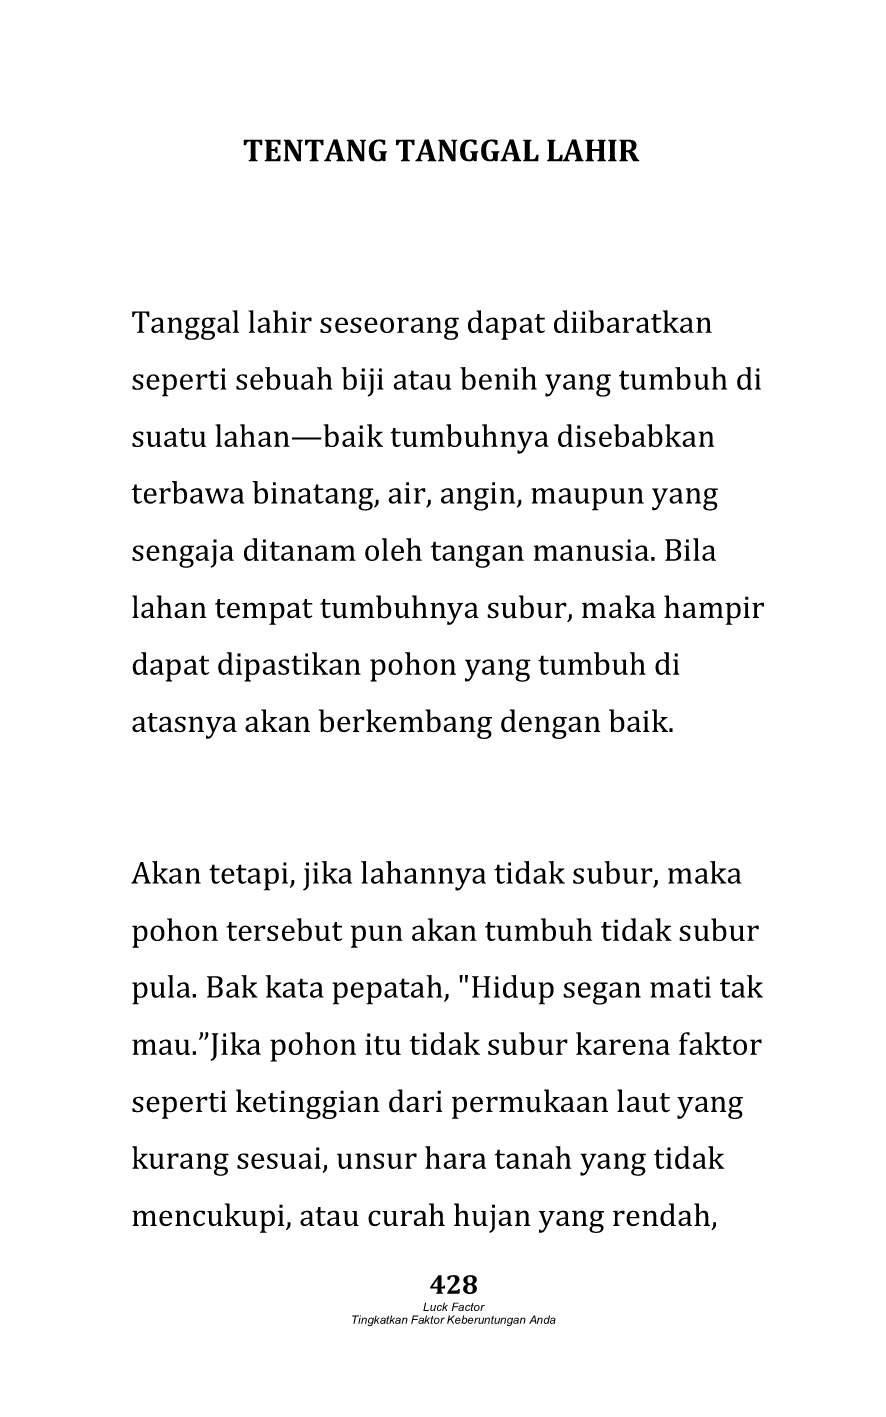 TENTANG TANGGAL LAHIR
Tanggal lahir seseorang dapat diibaratkan
seperti sebuah biji atau benih yang tumbuh di
suatu lahan—baik tumbuhnya disebabkan
terbawa binatang, air, angin, maupun yang
sengaja ditanam oleh tangan manusia. Bila
lahan tempat tumbuhnya subur, maka hampir
dapat dipastikan pohon yang tumbuh di
atasnya akan berkembang dengan baik.
Akan tetapi, jika lahannya tidak subur, maka
pohon tersebut pun akan tumbuh tidak subur
pula. Bak kata pepatah, "Hidup segan mati tak
mau.”Jika pohon itu tidak subur karena faktor
seperti ketinggian dari permukaan laut yang
kurang sesuai, unsur hara tanah yang tidak
mencukupi, atau curah hujan yang rendah,
428
Luck Factor
Tingkatkan Faktor Keberuntungan Anda